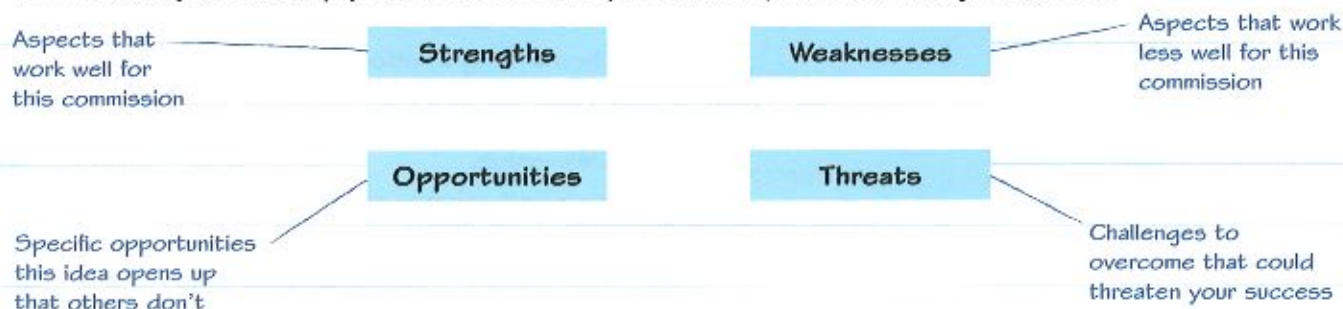 Aspects that
work well for
this commission
Strengths
Weaknesses
Aspects that work
less well for this
commission
Opportunities
Threats
Specific opportunities
this idea opens up
that others don't
Challenges to
overcome that could
threaten your success